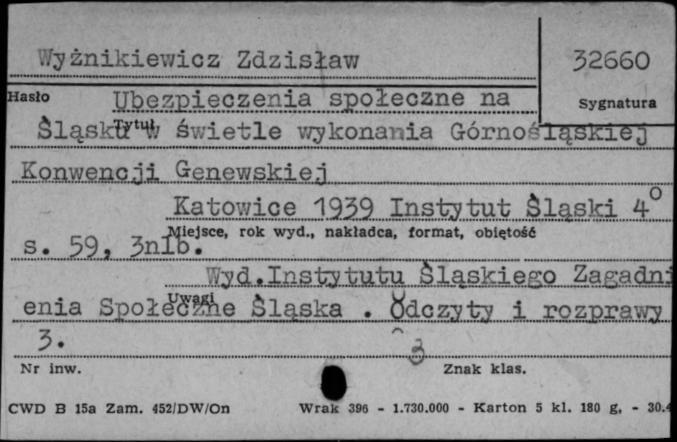 Wyżnikiewicz Zdzisław
32660
Hasło
Ubezpieczenia społeczne na
Sygnatura
Tytuł
Śląsku w świetle wykonania Górnośląskiej
Konwencji Genewskiej
Katowice 1939 Instytut Śląski 4°
Miejsce, rok wyd., nakładca, format, objętość
s. 59, 3nlb.
Wyd.Instytutu Śląskiego Zagadni
Uwagi
enia Społeczne Śląska . Odczyty i rozprawy
3.
3
Nr inw.
Znak klas.
CWD B 15a Zam. 452/DW/On
Wrak 396 - 1.730.000 - Karton 5 kl. 180 g, - 30.4